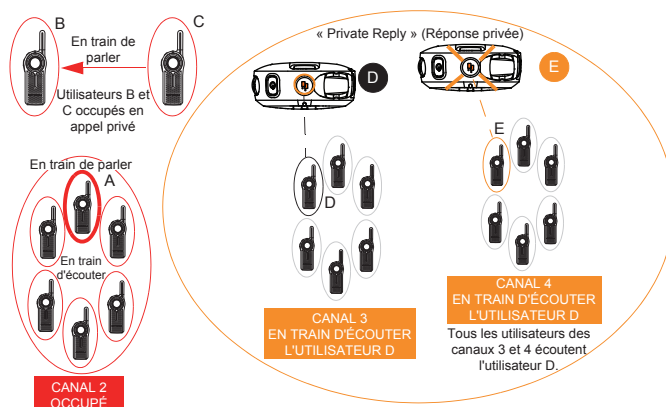 B
C
En train de
parler
Utilisateurs B et
C occupés en
appel privé
En train de parler
A
En train
d'écouter
CANAL 2
OCCUPÉ
« Private Reply » (Réponse privée)
D
E
D
E
CANAL 3
EN TRAIN D'ÉCOUTER
L'UTILISATEUR D
CANAL 4
EN TRAIN D'ÉCOUTER
L'UTILISATEUR D
Tous les utilisateurs des
canaux 3 et 4 écoutent
l'utilisateur D.